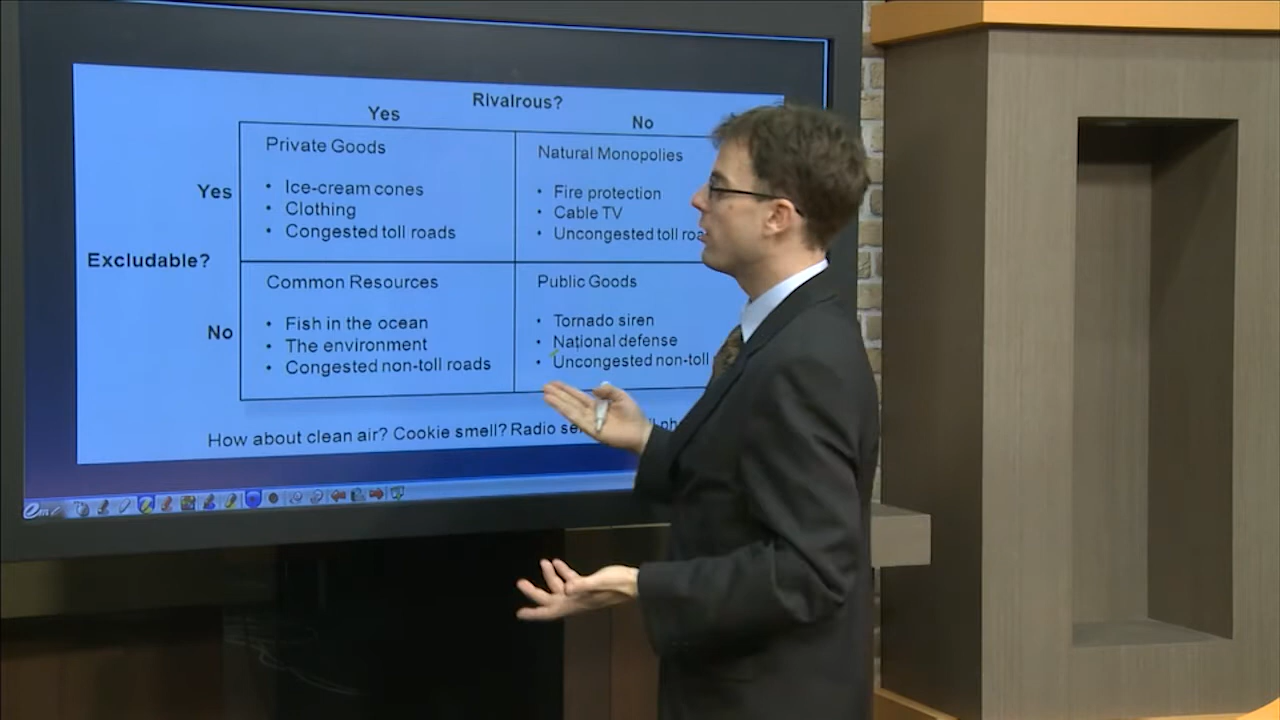 Rivalrous?
Yes
No
Private Goods
Natural Monopolies
Yes
• Ice-cream cones
• Fire protection
• Clothing
• Cable TV
• Congested toll roads
• Uncongested toll
Excludable?
Common Resources
Public Goods
No
• Fish in the ocean
• Tornado siren
• The environment
• National defense
• Congested non-toll roads
• Uncongested non-toll
How about clean air? Cookie smell? Radio